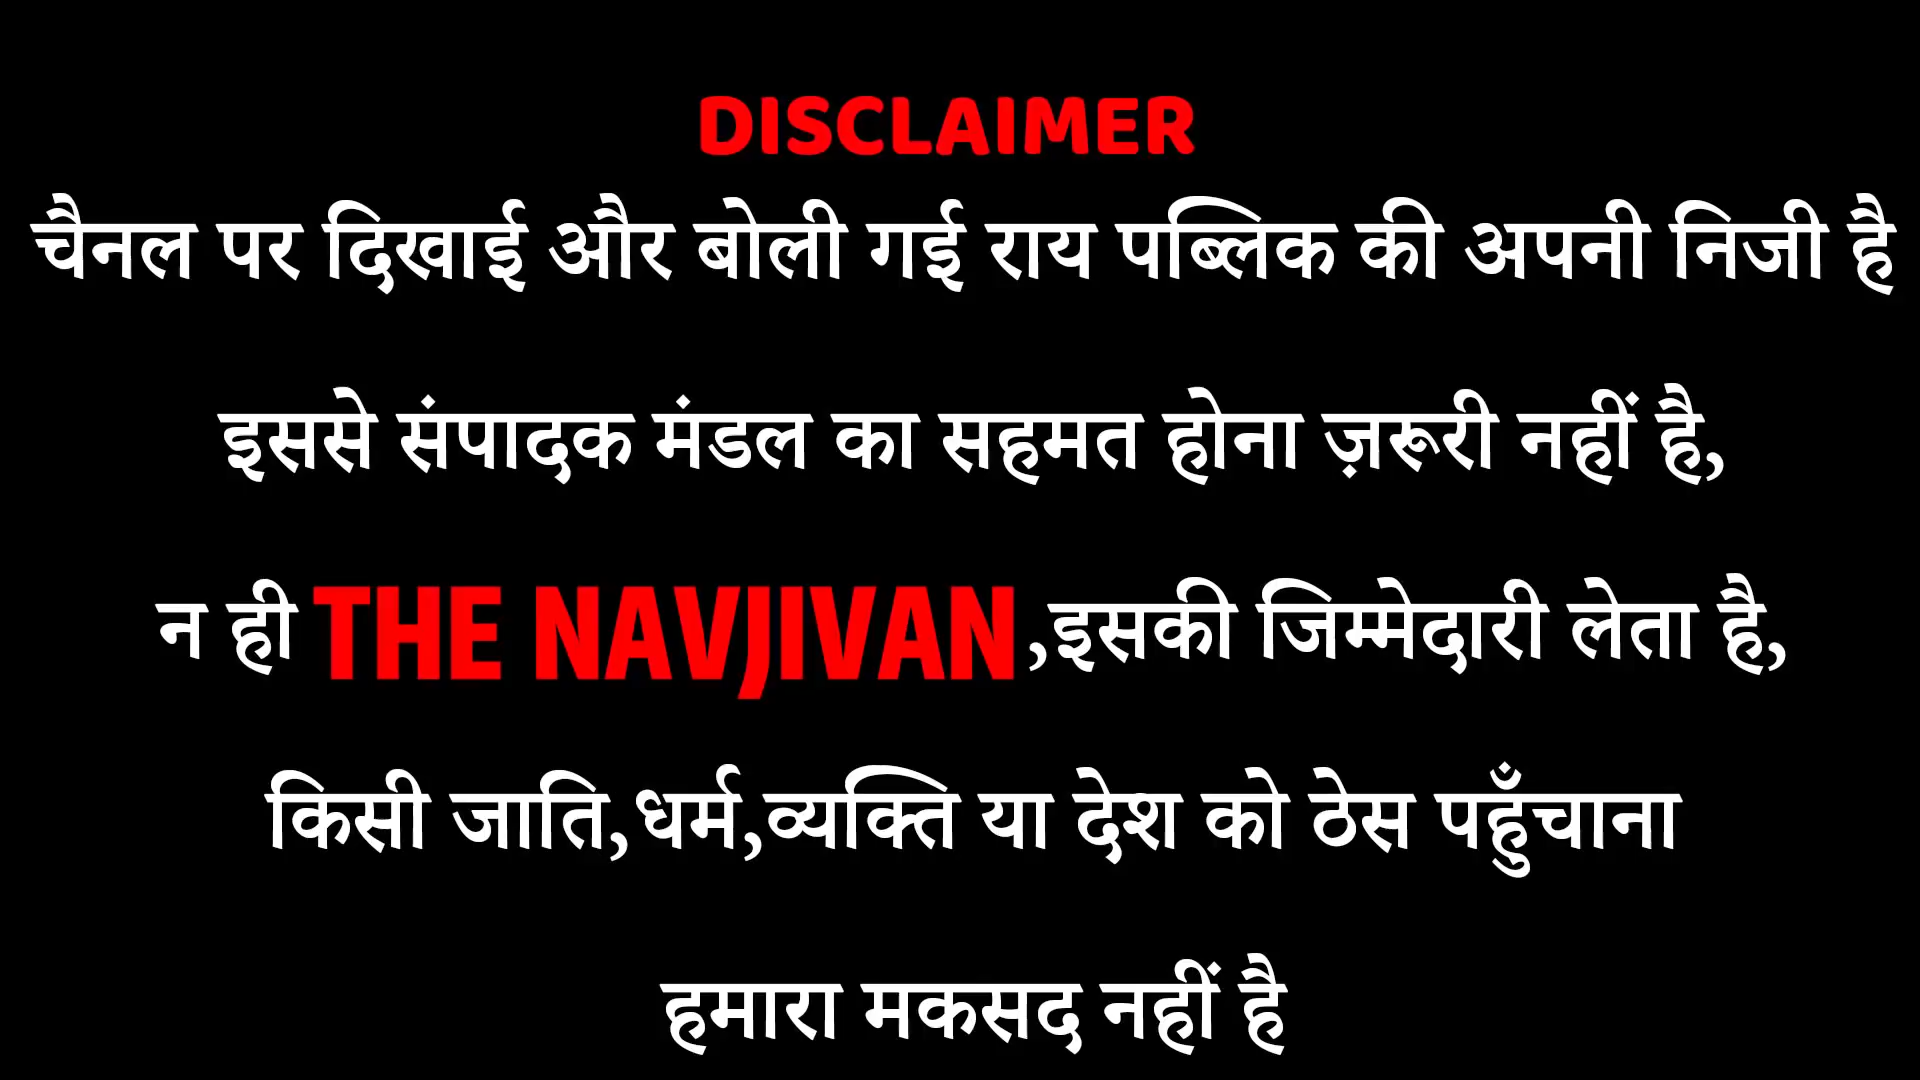 DISCLAIMER
चैनल पर दिखाई और बोली गई राय पब्लिक की अपनी निजी है
इससे संपादक मंडल का सहमत होना ज़रूरी नहीं है,
न ही THE NAVJIVAN ,इसकी जिम्मेदारी लेता है,
किसी जाति,धर्म,व्यक्ति या देश को ठेस पहुँचाना
हमारा मकसद नहीं है